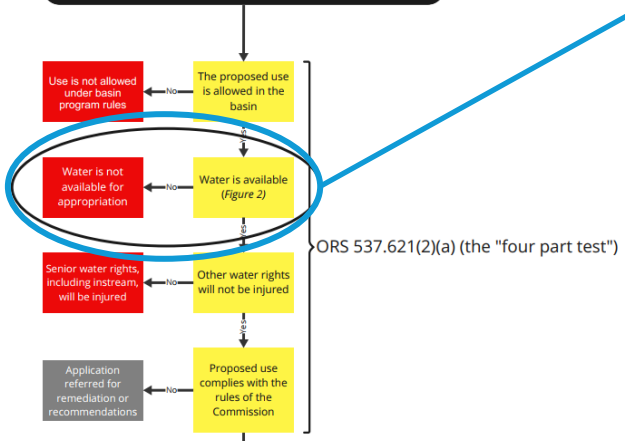 Use is not allowed
under basin
program rules
No
The proposed use
is allowed in the
basin
Yes
Water is not
available for
appropriation
No
Water is available
(Figure 2)
Yes
ORS 537.621(2)(a) (the "four part test")
Senior water rights,
including instream,
will be injured
No
Other water rights
will not be injured
Yes
Application
referred for
remediation or
recommendations
No
Proposed use
complies with the
rules of the
Commission